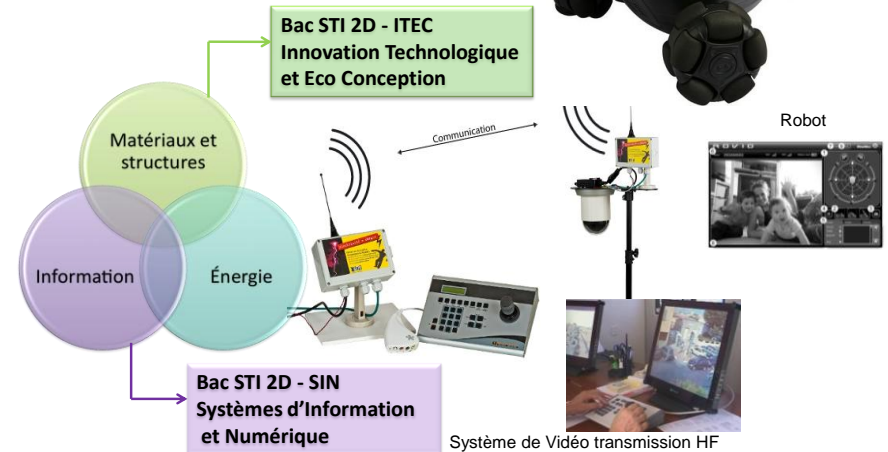 Bac STI 2D - ITEC
Innovation Technologique
et Eco Conception
Matériaux et
structures
Information
Énergie
Communication
Robot
Bac STI 2D - SIN
Systèmes d'Information
et Numérique
Système de Vidéo transmission HF